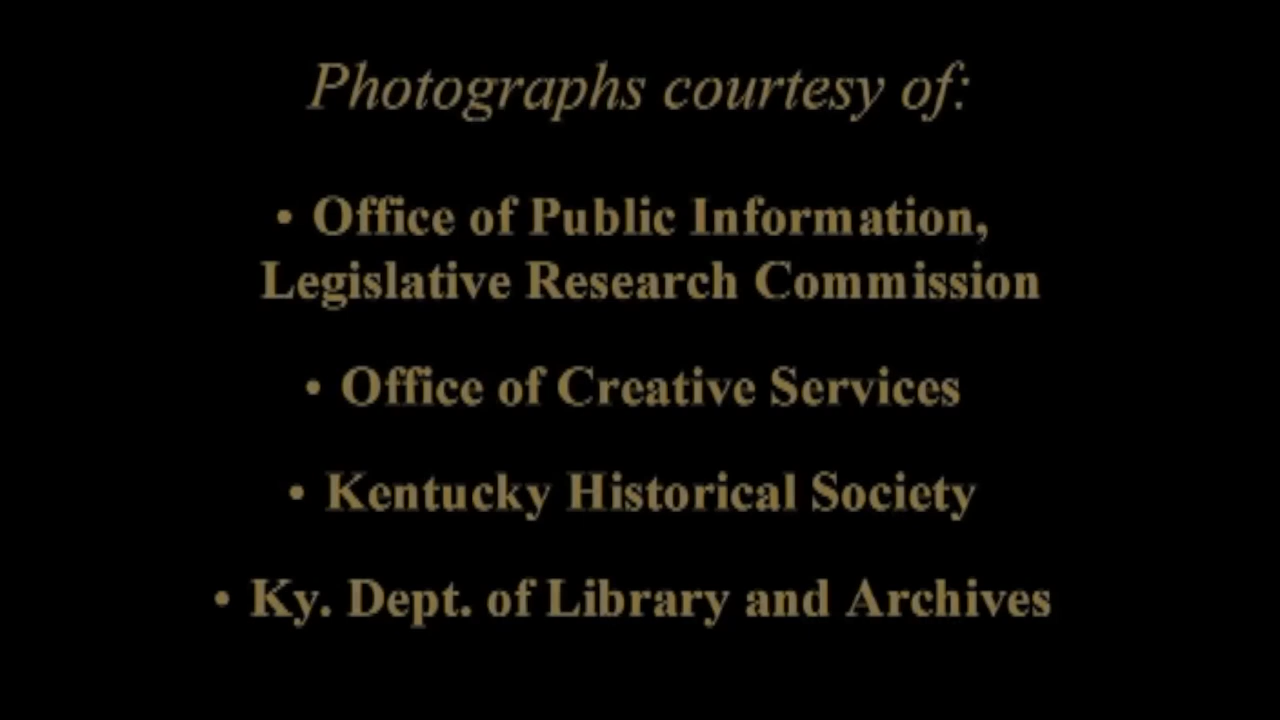 Photographs courtesy of:
• Office of Public Information,
Legislative Research Commission
• Office of Creative Services
• Kentucky Historical Society
• Ky. Dept. of Library and Archives